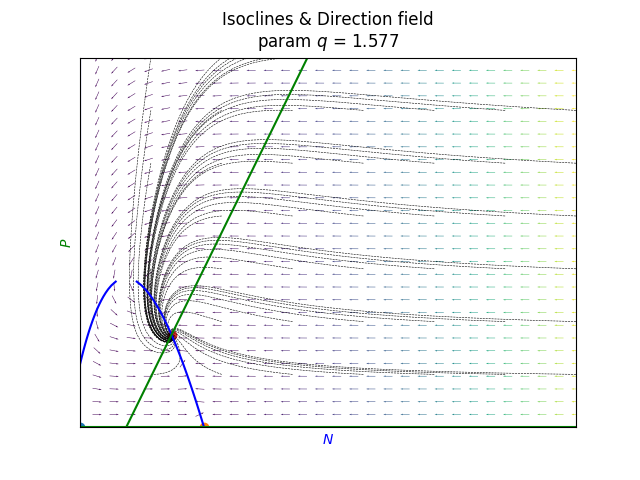 Isoclines & Direction field
param q = 1.577
P
N